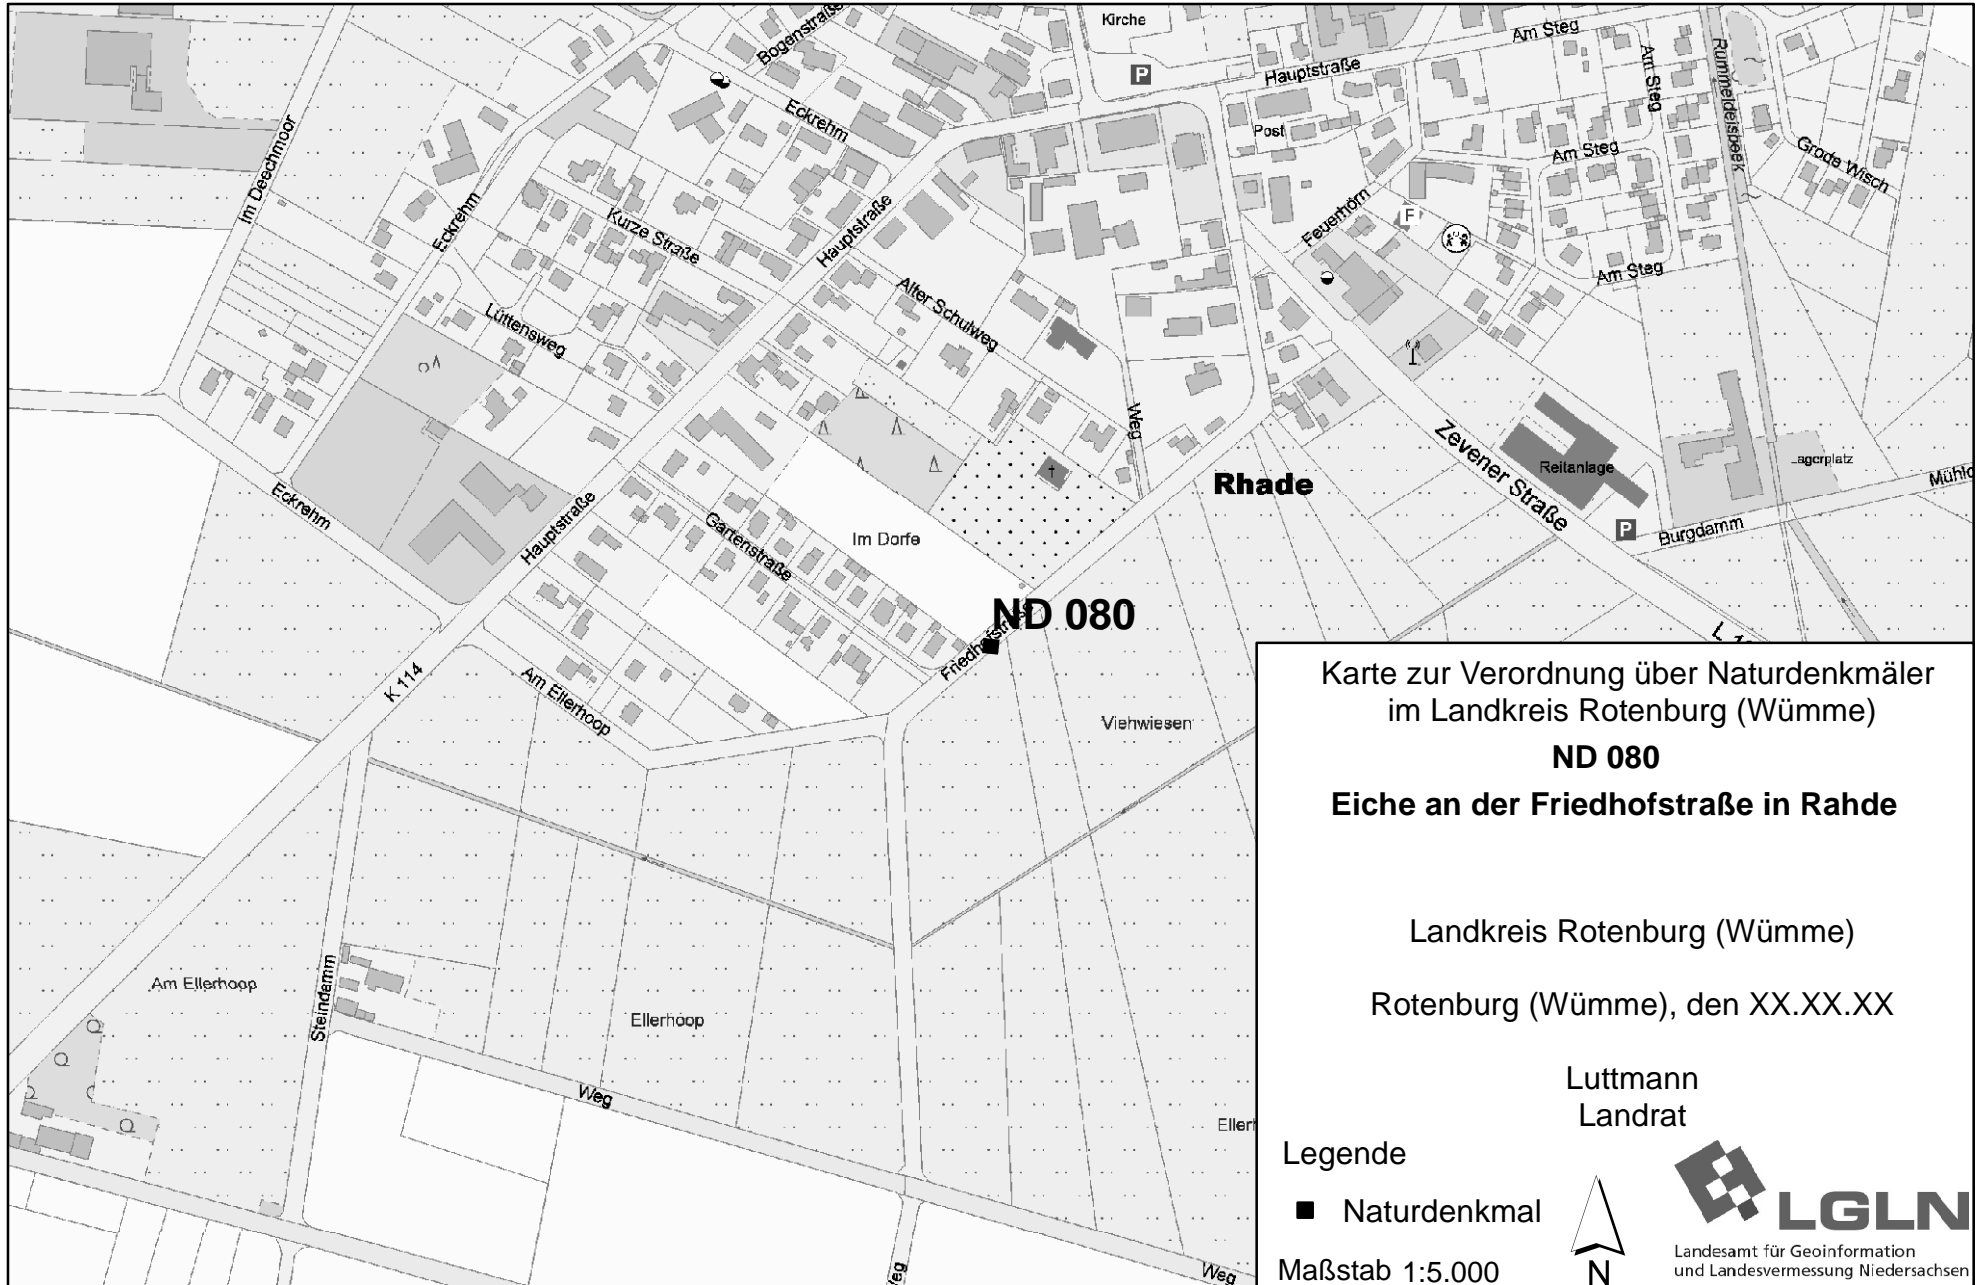 Kirche
Am Steg
Bogenstraße
Hauptstraße
P
Am Steg
Rummeldeisbeek
Eckrehm
Post
Am Steg
Grode Wisch
Im Deechmoor
Eckrehm
Kurze Straße
Hauptstraße
Feuerhörn
F
Am Steg
Alter Schulweg
Lüttensweg
Weg
Zevener Straße
Reitanlage
Lagerplatz
Rhade
Eckrehm
Hauptstraße
Gartenstraße
Im Dorfe
P
Burgdamm
ND 080
Friedhofstraße
K 114
Am Ellerhoop
Viehwiesen
Am Ellerhoop
Steindamm
Ellerhoop
Weg
Weg
Karte zur Verordnung über Naturdenkmäler
im Landkreis Rotenburg (Wümme)
ND 080
Eiche an der Friedhofstraße in Rahde
Landkreis Rotenburg (Wümme)
Rotenburg (Wümme), den XX.XX.XX
Luttmann
Landrat
Legende
Naturdenkmal
Maßstab 1:5.000
N
LGLN
Landesamt für Geoinformation
und Landesvermessung Niedersachsen